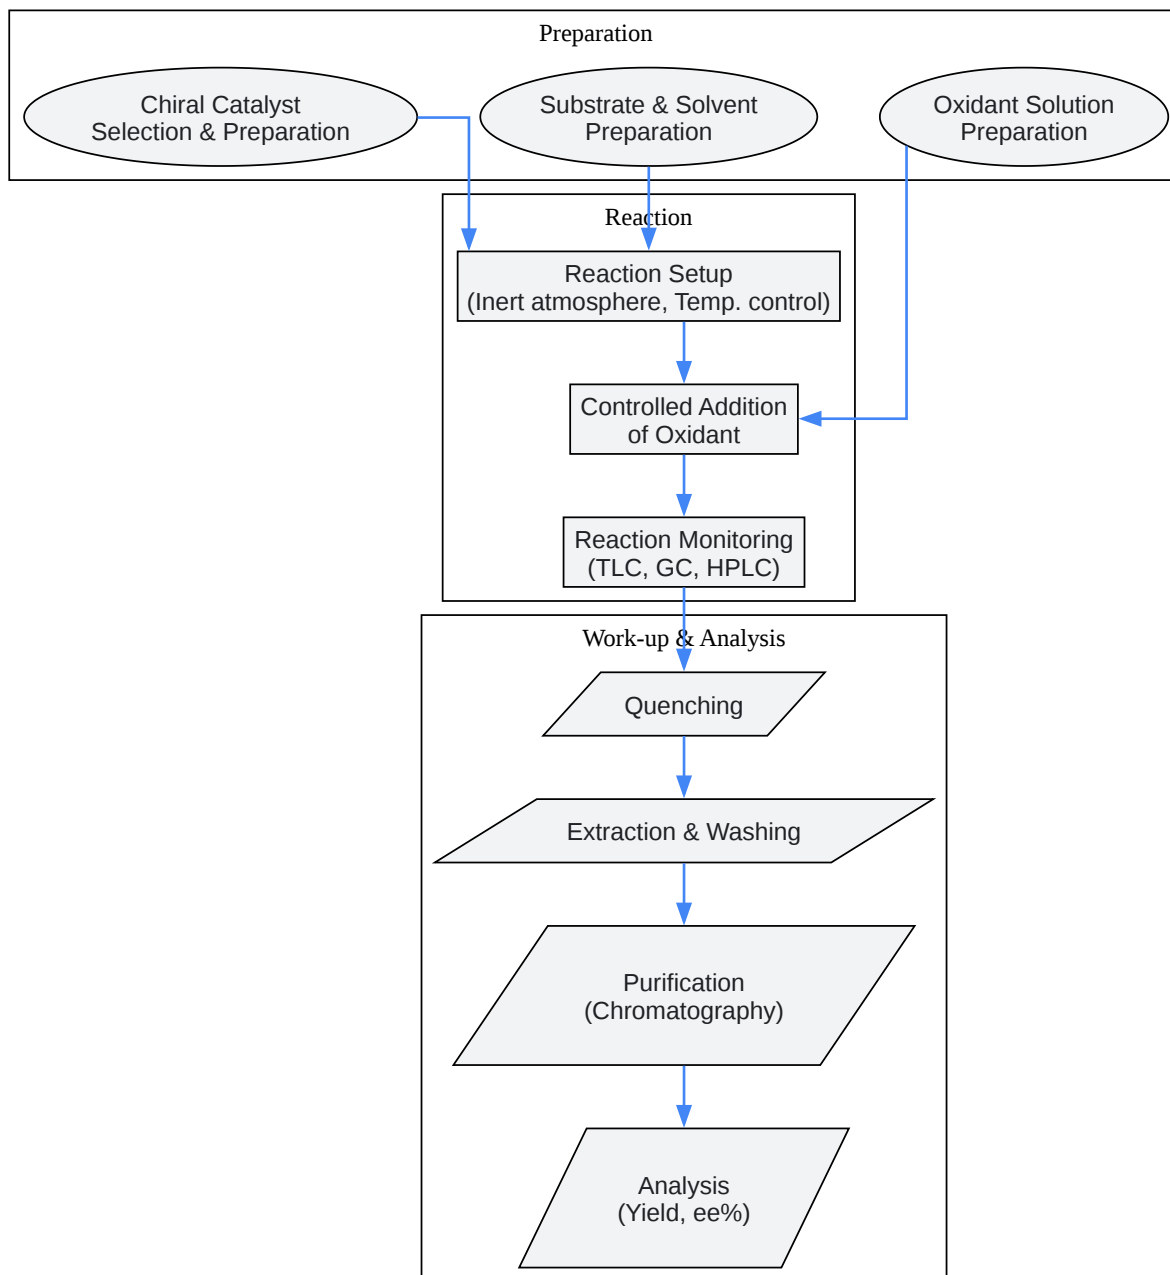 Preparation
Chiral Catalyst
Selection & Preparation
Substrate & Solvent
Preparation
Oxidant Solution
Preparation
Reaction
Reaction Setup
(Inert atmosphere, Temp. control)
Controlled Addition
of Oxidant
Reaction Monitoring
(TLC, GC, HPLC)
Work-up & Analysis
Quenching
Extraction & Washing
Purification
(Chromatography)
Analysis
(Yield, ee%)